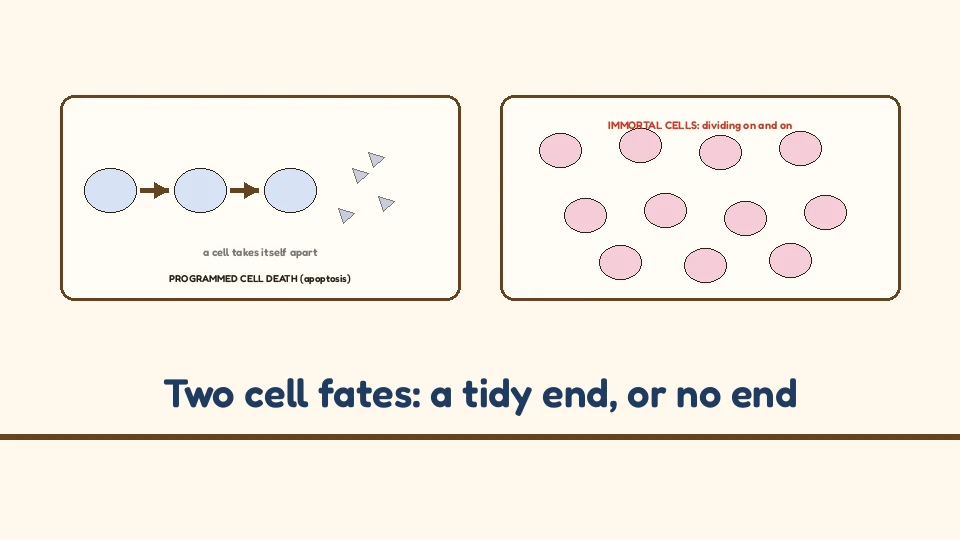 a cell takes itself apart
PROGRAMMED CELL DEATH (apoptosis)
IMMORTAL CELLS: dividing on and on
Two cell fates: a tidy end, or no end